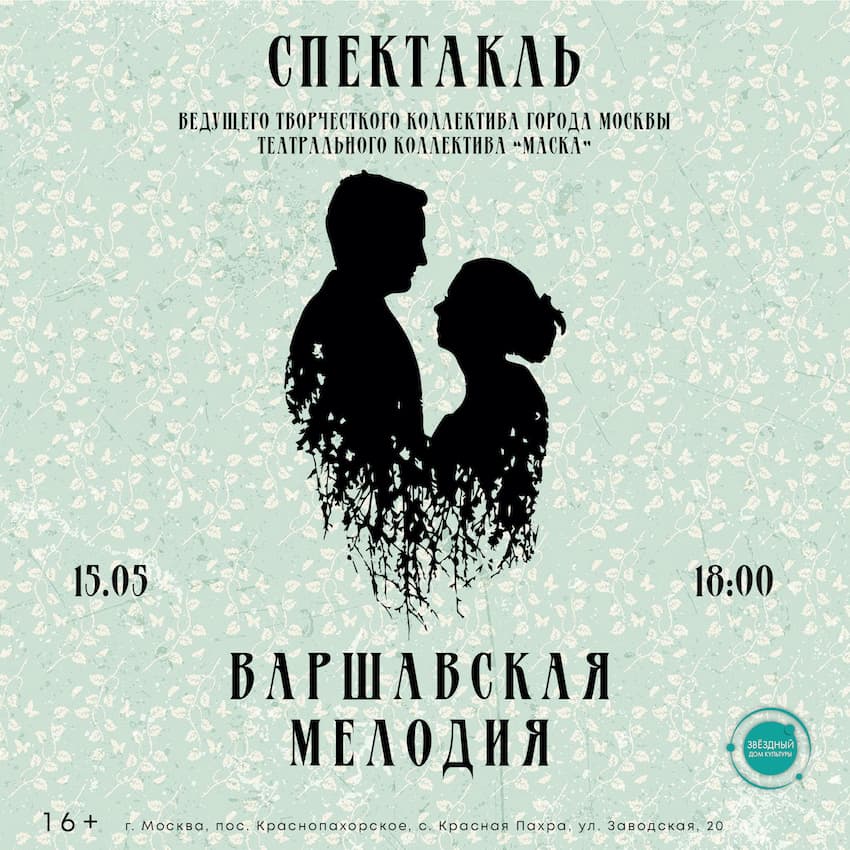 СПЕКТАКЛЬ
ВЕДУЩЕГО ТВОРЧЕСТКОГО КОЛЛЕКТИВА ГОРОДА МОСКВЫ
ТЕАТРАЛЬНОГО КОЛЛЕКТИВА “МАСКА”
15.05
18:00
ВАРШАВСКАЯ
МЕЛОДИЯ
ЗВЁЗДНЫЙ
ДОМ КУЛЬТУРЫ
16+
г. Москва, пос. Краснопахорское, с. Красная Пахра, ул. Заводская, 20